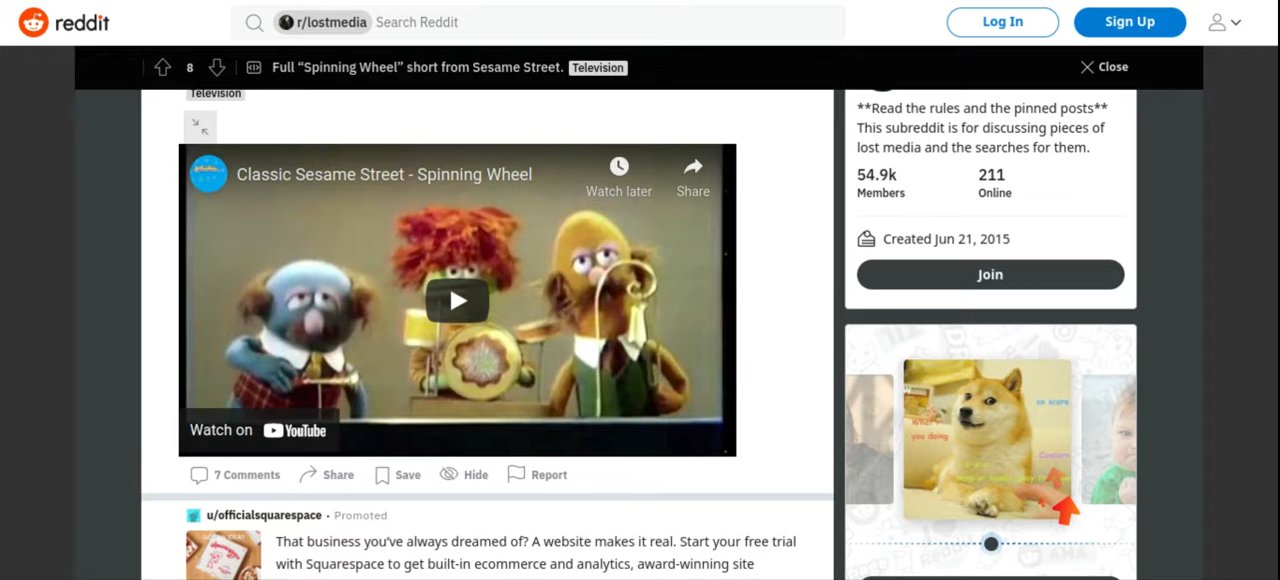 reddit
r/lostmedia Search Reddit
Log In
Sign Up
8 Full “Spinning Wheel” short from Sesame Street. Television
Close
Television
Classic Sesame Street - Spinning Wheel
Watch later
Share
Watch on YouTube
7 Comments Share Save Hide Report
u/officialsquarespace • Promoted
That business you've always dreamed of? A website makes it real. Start your free trial
with Squarespace to get built-in ecommerce and analytics, award-winning site
**Read the rules and the pinned posts**
This subreddit is for discussing pieces of
lost media and the searches for them.
54.9k 211
Members Online
Created Jun 21, 2015
Join
so scare
What
you doing
Concern